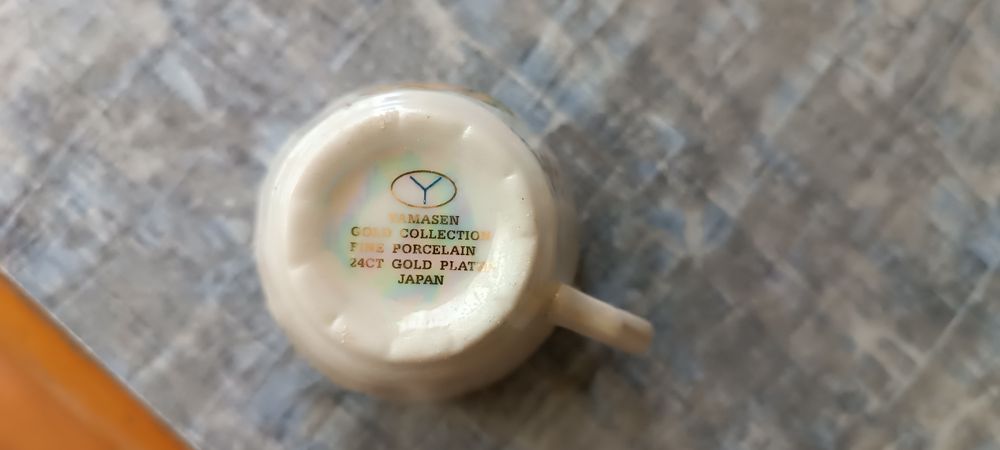 Y
YAMASEN
GOLD COLLECTION
FINE PORCELAIN
24CT GOLD PLATED
JAPAN